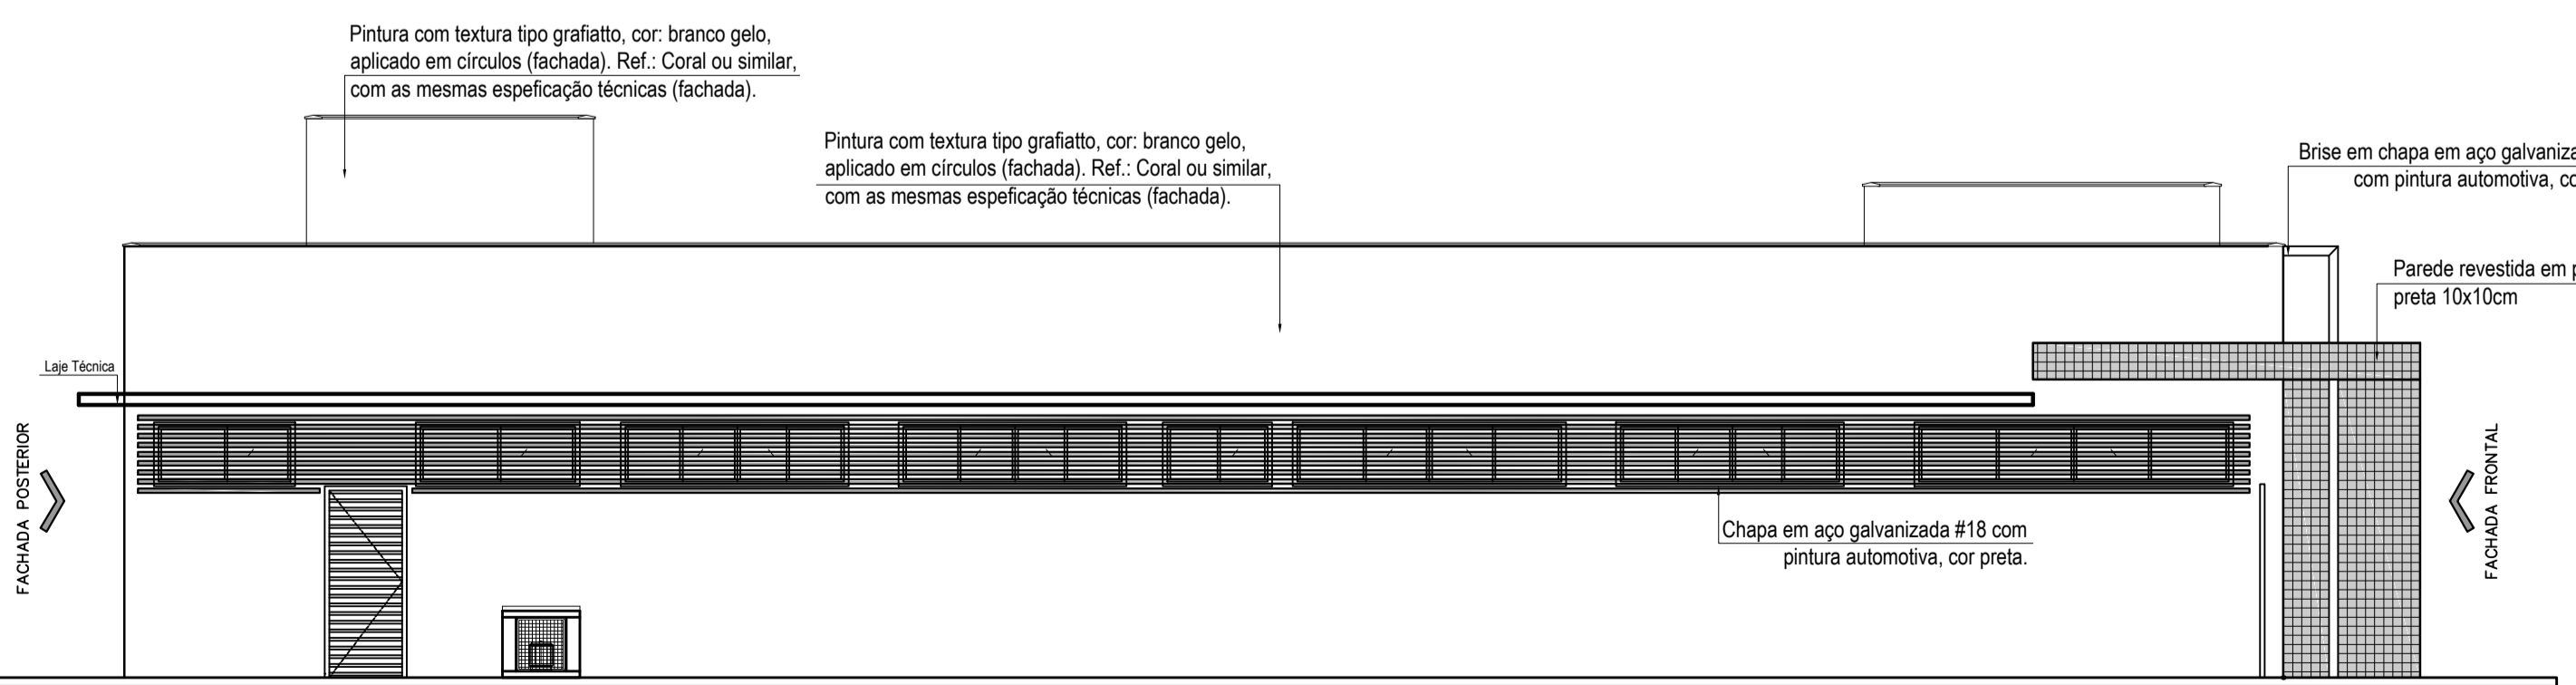 Pintura com textura tipo grafiatto, cor: branco gelo,
aplicado em círculos (fachada). Ref.: Coral ou similar,
com as mesmas espeficação técnicas (fachada).
Pintura com textura tipo grafiatto, cor: branco gelo,
aplicado em círculos (fachada). Ref.: Coral ou similar,
com as mesmas espeficação técnicas (fachada).
Brise em chapa em aço
com pintura automotiva,
Parede revestida em
preta 10x10cm
Laje Técnica
FACHADA POSTERIOR
Chapa em aço galvanizada #18 com
pintura automotiva, cor preta.
FACHADA FRONTAL